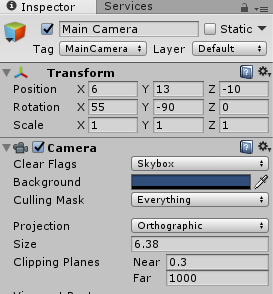 Inspector Services
Main Camera Static
Tag MainCamera Layer Default
Transform
Position X 6 Y 13 Z -10
Rotation X 55 Y -90 Z 0
Scale X 1 Y 1 Z 1
Camera
Clear Flags Skybox
Background
Culling Mask Everything
Projection Orthographic
Size 6.38
Clipping Planes Near 0.3
Far 1000